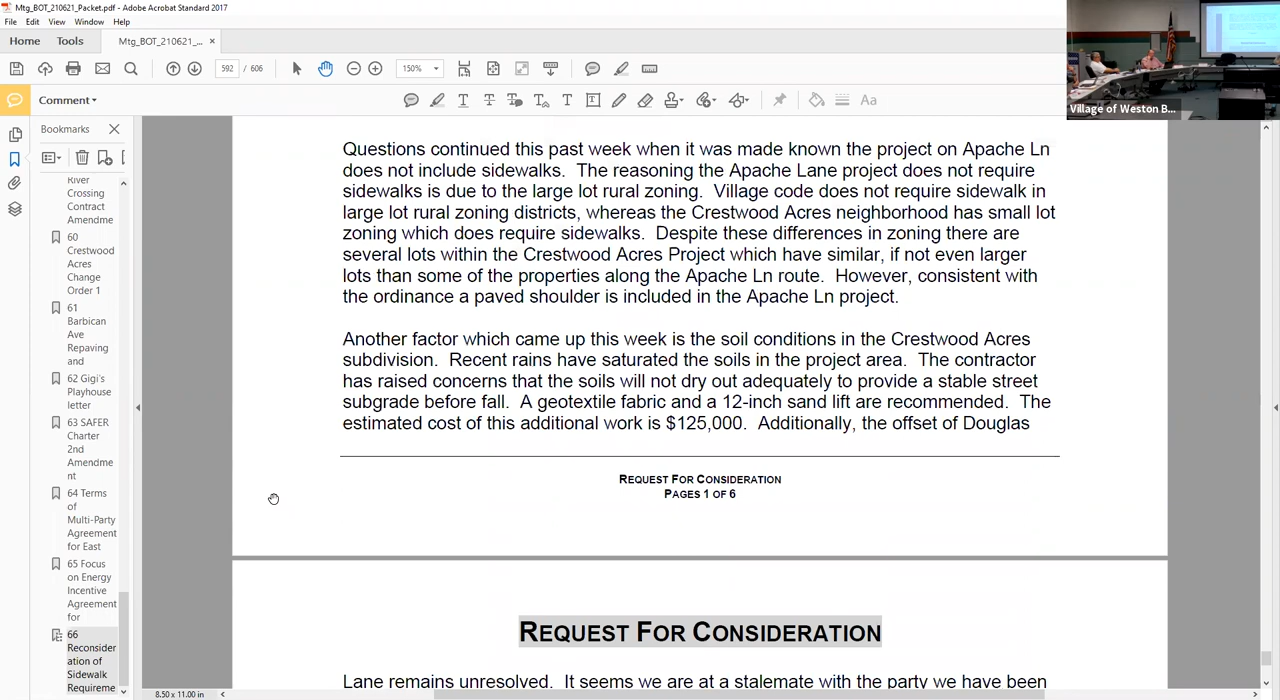 Mtg_BOT_210621_Packet.pdf - Adobe Acrobat Standard 2017
File Edit View Window Help
Home Tools Mtg_BOT_210621_Pa... ×
592 / 606 150%
Comment
Aa
Village of Weston B...
Bookmarks
River
Crossing
Contract
Amendme
60
Crestwood
Acres
Change
Order 1
61
Barbican
Ave
Repaving
and
62 Gigi's
Playhouse
letter
63 SAFER
Charter
2nd
Amendme
nt
64 Terms
of
Multi-Party
Agreement
for East
65 Focus
on Energy
Incentive
Agreement
for
66
Reconsider
ation of
Sidewalk
Requireme
Questions continued this past week when it was made known the project on Apache Ln
does not include sidewalks. The reasoning the Apache Lane project does not require
sidewalks is due to the large lot rural zoning. Village code does not require sidewalk in
large lot rural zoning districts, whereas the Crestwood Acres neighborhood has small lot
zoning which does require sidewalks. Despite these differences in zoning there are
several lots within the Crestwood Acres Project which have similar, if not even larger
lots than some of the properties along the Apache Ln route. However, consistent with
the ordinance a paved shoulder is included in the Apache Ln project.
Another factor which came up this week is the soil conditions in the Crestwood Acres
subdivision. Recent rains have saturated the soils in the project area. The contractor
has raised concerns that the soils will not dry out adequately to provide a stable street
subgrade before fall. A geotextile fabric and a 12-inch sand lift are recommended. The
estimated cost of this additional work is $125,000. Additionally, the offset of Douglas
REQUEST FOR CONSIDERATION
PAGES 1 OF 6
REQUEST FOR CONSIDERATION
Lane remains unresolved. It seems we are at a stalemate with the party we have been
8.50 x 11.00 in